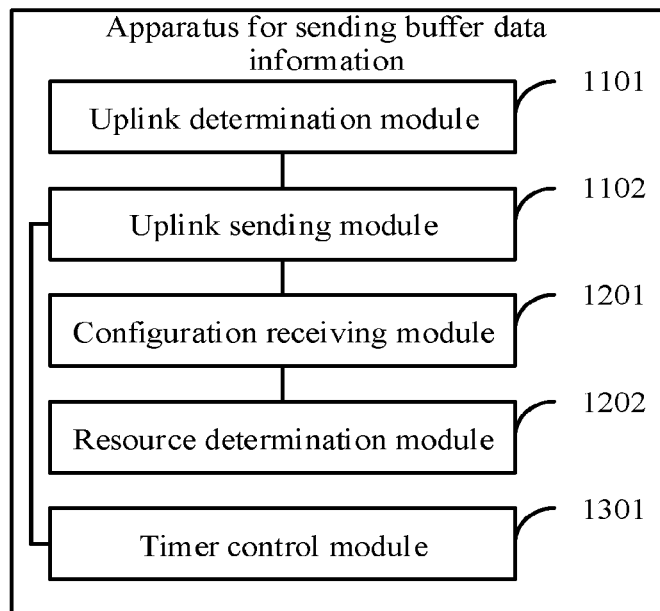 Apparatus for sending buffer data
information
1101
Uplink determination module
1102
Uplink sending module
1201
Configuration receiving module
1202
Resource determination module
1301
Timer control module